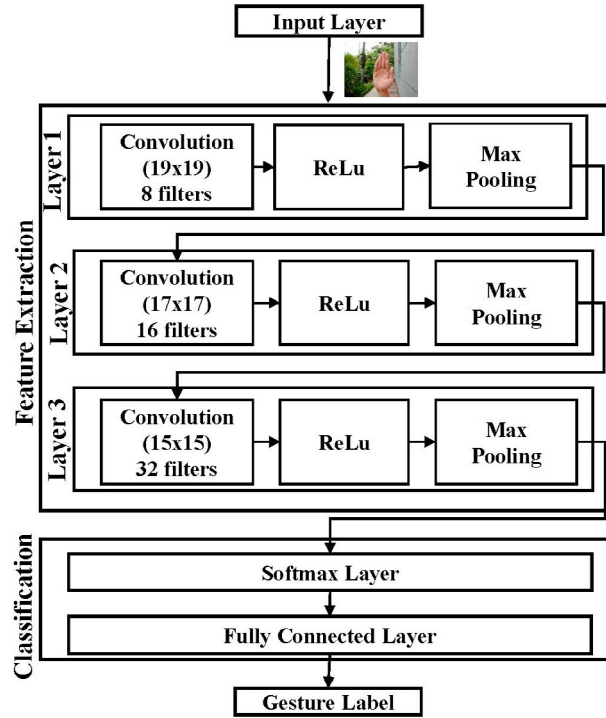 Input Layer
Feature Extraction
Layer 1
Convolution
(19x19)
8 filters
ReLu
Max
Pooling
Layer 2
Convolution
(17x17)
16 filters
ReLu
Max
Pooling
Layer 3
Convolution
(15x15)
32 filters
ReLu
Max
Pooling
Classification
Softmax Layer
Fully Connected Layer
Gesture Label